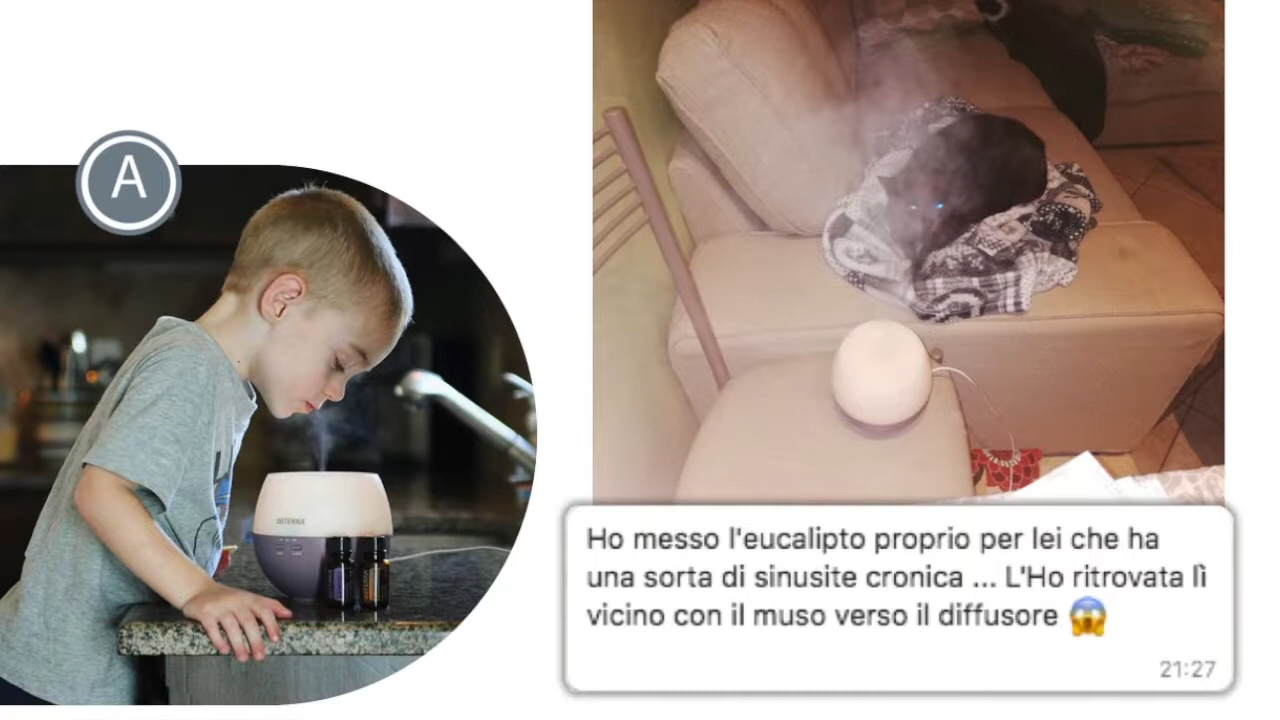 A
Ho messo l'eucalipto proprio per lei che ha
una sorta di sinusite cronica ... L'Ho ritrovata lì
vicino con il muso verso il diffusore 😱
21:27